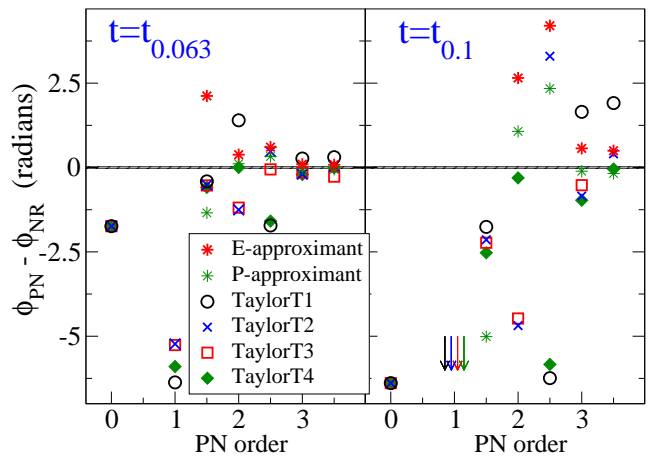 t=t0.063
t=t0.1
ϕPN - ϕNR (radians)
2.5
0
-2.5
-5
E-approximant
P-approximant
TaylorT1
TaylorT2
TaylorT3
TaylorT4
0 1 2 3
0 1 2 3
PN order
PN order